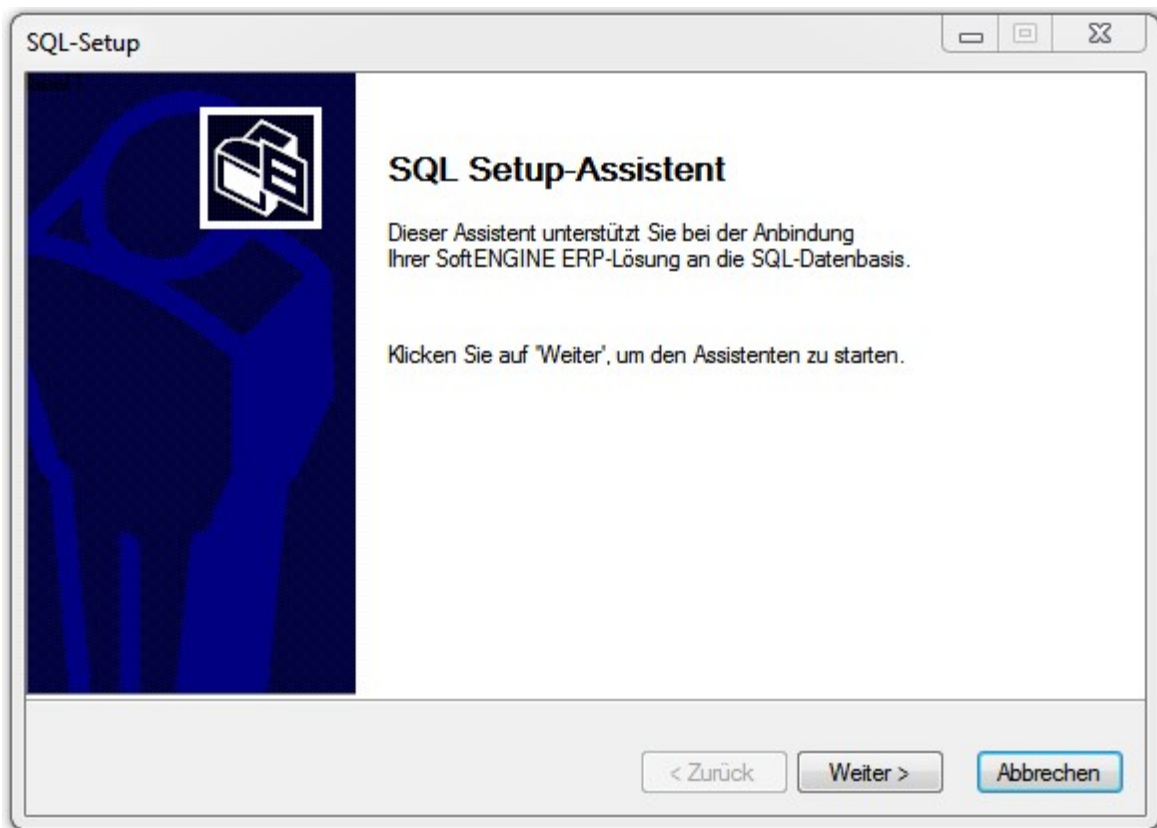 SQL-Setup
SQL Setup-Assistent
Dieser Assistent unterstützt Sie bei der Anbindung
Ihrer SoftENGINE ERP-Lösung an die SQL-Datenbasis.
Klicken Sie auf 'Weiter', um den Assistenten zu starten.
< Zurück Weiter > Abbrechen